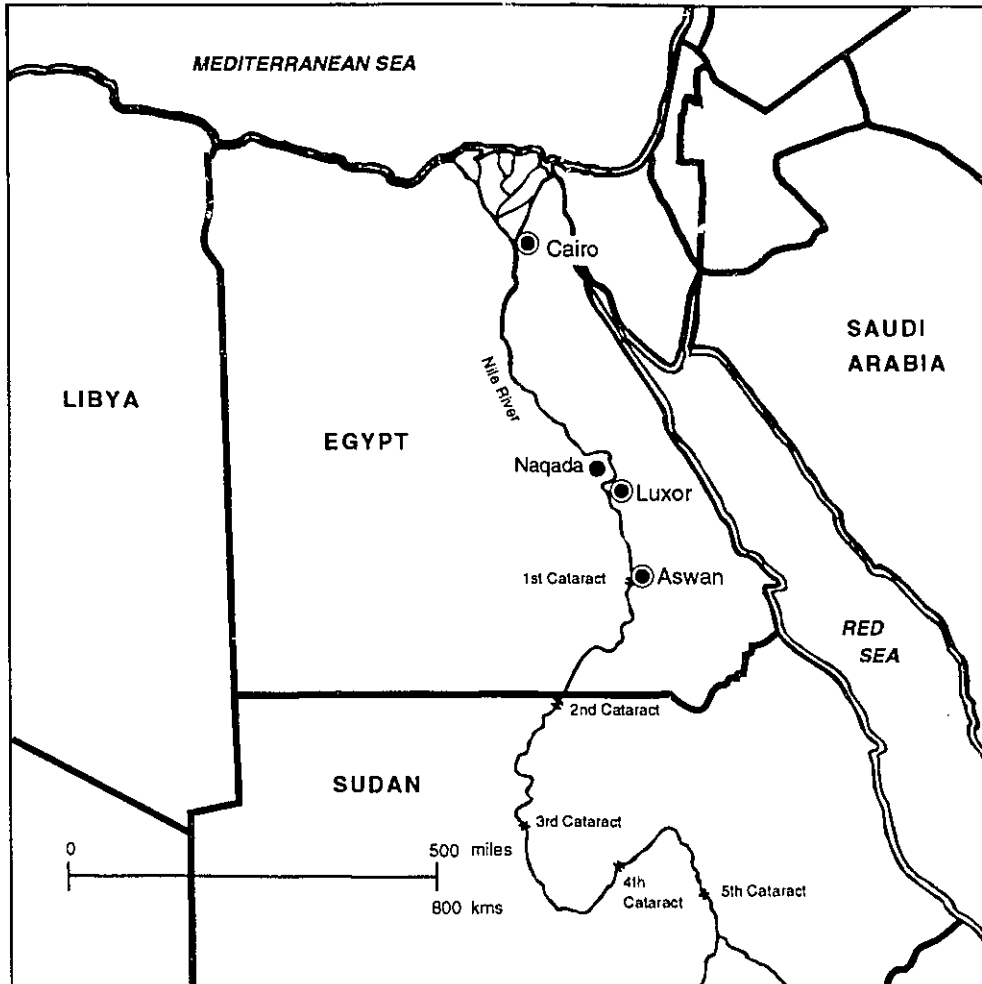 MEDITERRANEAN SEA
Cairo
SAUDI
ARABIA
LIBYA
Nile River
EGYPT
Naqada
Luxor
1st Cataract
Aswan
RED
SEA
2nd Cataract
SUDAN
3rd Cataract
0
500 miles
4th
Cataract
5th Cataract
800 kms